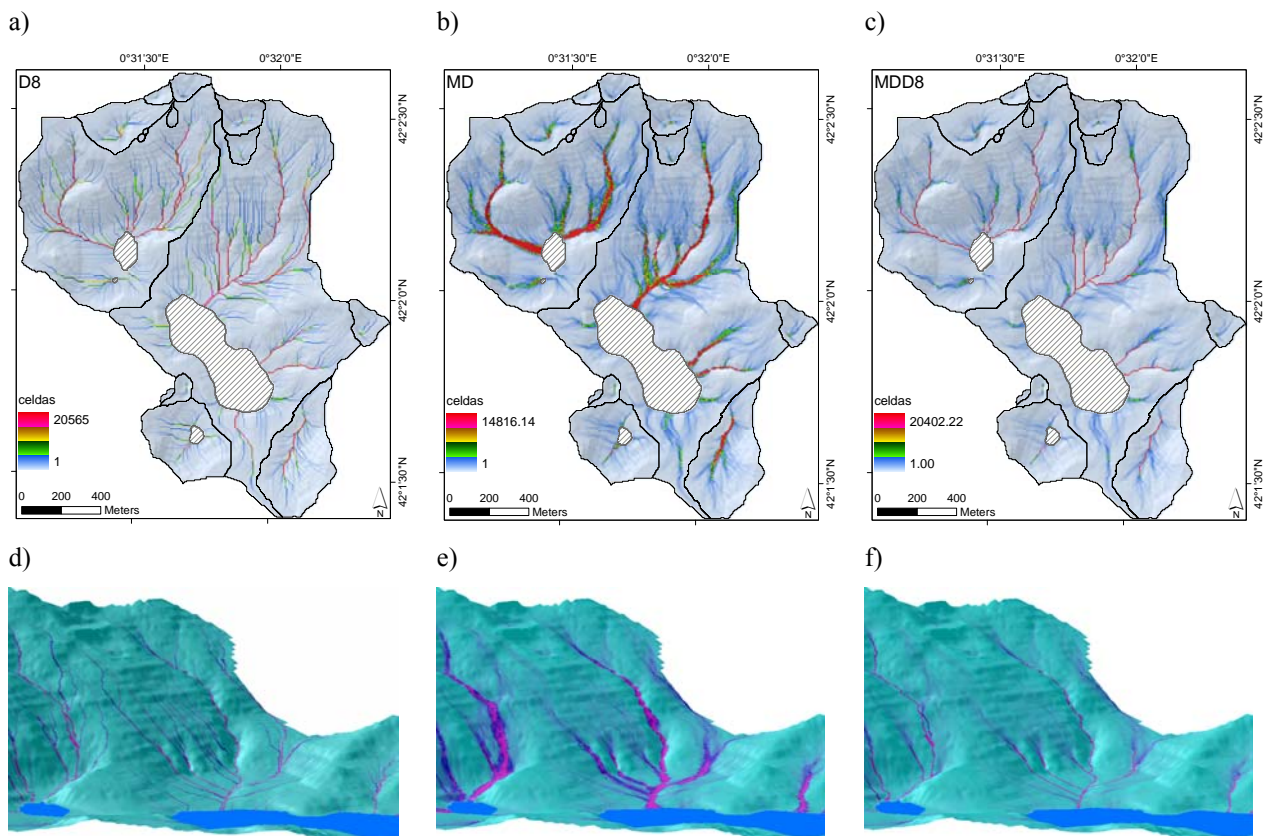 a)
0°31'30"E
0°32'0"E
D8
42°2'30"N
42°2'0"N
42°1'30"N
celdas
20565
1
0 200 400
Meters
N
b)
0°31'30"E
0°32'0"E
MD
42°2'30"N
42°2'0"N
42°1'30"N
celdas
14816.14
1
0 200 400
Meters
N
c)
0°31'30"E
0°32'0"E
MDD8
42°2'30"N
42°2'0"N
42°1'30"N
celdas
20402.22
1.00
0 200 400
Meters
N
d)
e)
f)